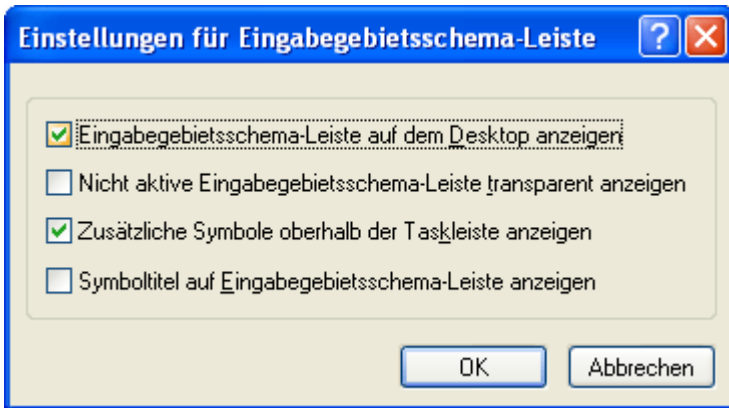 Einstellungen für Eingabegebietsschema-Leiste
Eingabegebietsschema-Leiste auf dem Desktop anzeigen
Nicht aktive Eingabegebietsschema-Leiste transparent anzeigen
Zusätzliche Symbole oberhalb der Taskleiste anzeigen
Symboltitel auf Eingabegebietsschema-Leiste anzeigen
OK Abbrechen